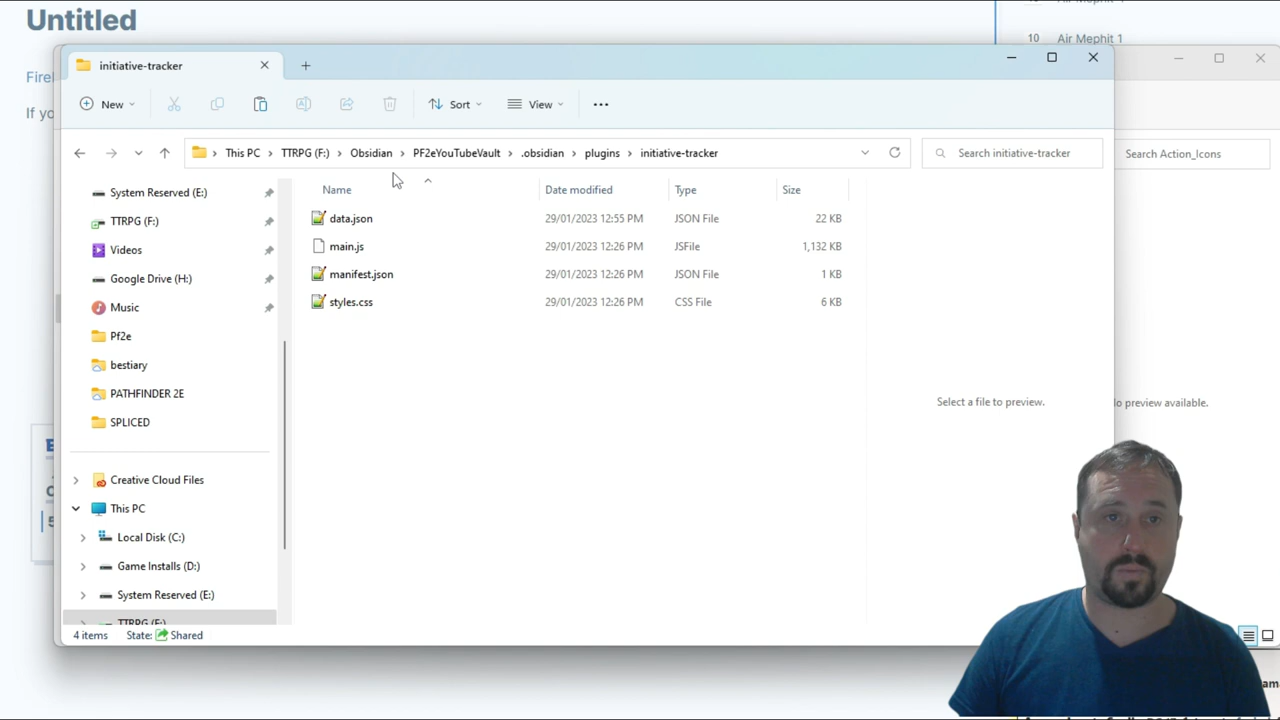 Untitled
Air Mephit 1
10 Air Mephit 1
Fire
If yo
initiative-tracker
New
Sort
View
This PC > TTRPG (F:) > Obsidian > PF2eYouTubeVault > .obsidian > plugins > initiative-tracker
Search initiative-tracker
Search Action_Icons
Name Date modified Type Size
data.json 29/01/2023 12:55 PM JSON File 22 KB
main.js 29/01/2023 12:26 PM JSFile 1,132 KB
manifest.json 29/01/2023 12:26 PM JSON File 1 KB
styles.css 29/01/2023 12:26 PM CSS File 6 KB
System Reserved (E:)
TTRPG (F:)
Videos
Google Drive (H:)
Music
Pf2e
bestiary
PATHFINDER 2E
SPLICED
Creative Cloud Files
This PC
Local Disk (C:)
Game Installs (D:)
System Reserved (E:)
TTRPG (F:)
Select a file to preview.
o preview available.
4 items State: Shared